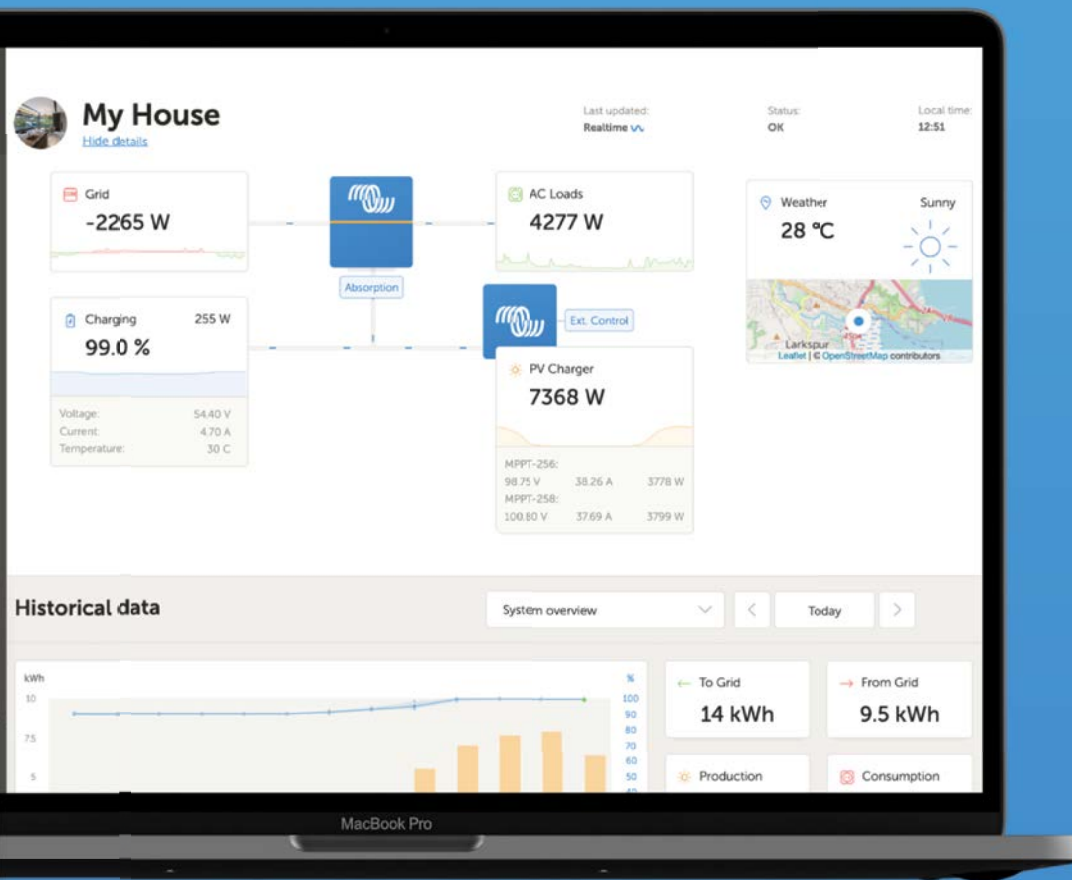 My House
Hide details
Last updated:
Realtime
Status:
OK
Local time:
12:51
Grid
-2265 W
AC Loads
4277 W
Weather
Sunny
28 °C
Absorption
Charging
255 W
99.0 %
Ext. Control
Larkspur
Leaflet | © OpenStreetMap contributors
PV Charger
7368 W
Voltage:
54.40 V
Current:
4.70 A
Temperature:
30 C
MPPT-256:
98.75 V 38.26 A 3778 W
MPPT-258:
100.80 V 37.69 A 3799 W
Historical data
System overview
Today
kWh
10
7.5
5
%
100
90
80
70
60
50
To Grid
14 kWh
From Grid
9.5 kWh
Production
Consumption
MacBook Pro